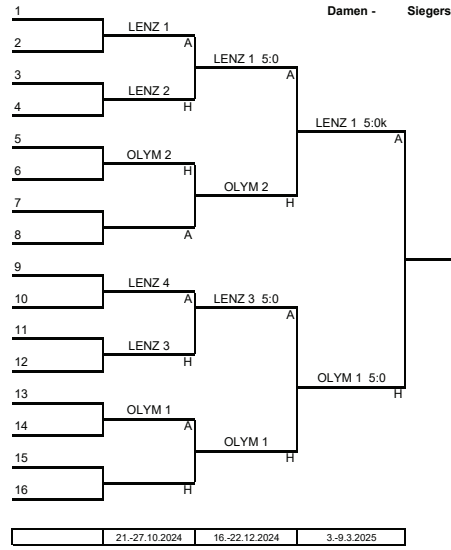 1
Damen - Siegers
LENZ 1
2
A
LENZ 1 5:0
3
A
LENZ 2
4
H
LENZ 1 5:0k
5
A
OLYM 2
6
H
OLYM 2
7
H
8
A
9
LENZ 4
10
A
LENZ 3 5:0
11
A
LENZ 3
12
H
OLYM 1 5:0
13
H
OLYM 1
14
A
OLYM 1
15
H
16
H
21.-27.10.2024 16.-22.12.2024 3.-9.3.2025